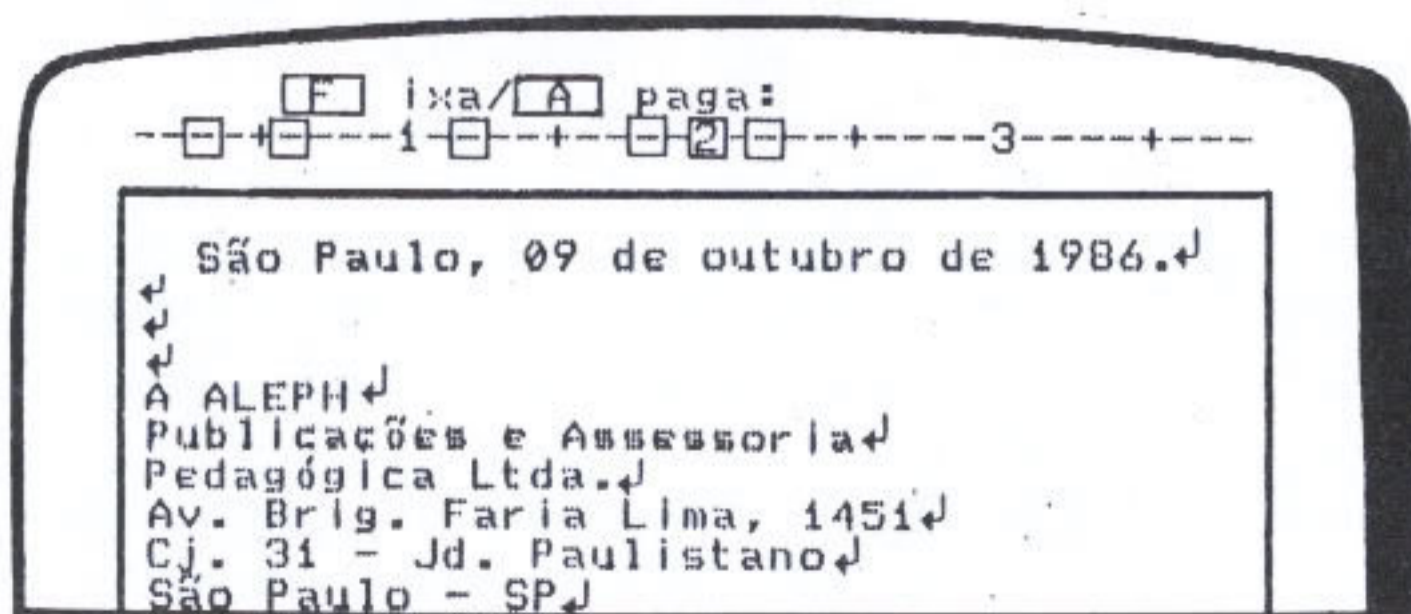 F ixa/A paga:
-----+-----1-----+-----2-----+-----3-----+----
São Paulo, 09 de outubro de 1986.↲
↲
↲
↲
A ALEPH↲
Publicações e Assessoria↲
Pedagógica Ltda.↲
Av. Brig. Faria Lima, 1451↲
Cj. 31 - Jd. Paulistano↲
São Paulo - SP↲